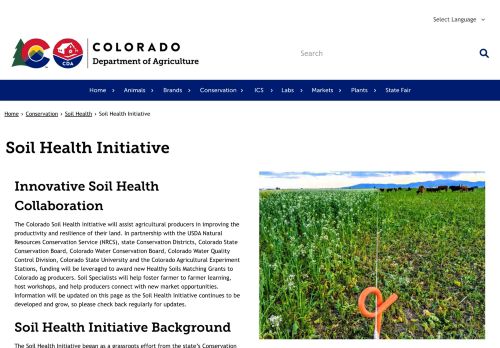 Select Language
CDA
COLORADO
Department of Agriculture
Search
Home › Animals › Brands › Conservation › ICS › Labs › Markets › Plants › State Fair
Home › Conservation › Soil Health › Soil Health Initiative
Soil Health Initiative
Innovative Soil Health
Collaboration
The Colorado Soil Health Initiative will assist agricultural producers in improving the
productivity and resilience of their land. In partnership with the USDA Natural
Resources Conservation Service (NRCS), state Conservation Districts, Colorado State
Conservation Board, Colorado Water Conservation Board, Colorado Water Quality
Control Division, Colorado State University and the Colorado Agricultural Experiment
Stations, funding will be leveraged to award new Healthy Soils Matching Grants to
Colorado ag producers. Soil Specialists will help foster farmer to farmer learning,
host workshops, and help producers connect with new market opportunities.
Information will be updated on this page as the Soil Health Initiative continues to be
developed and grow, so please check back regularly for updates.
Soil Health Initiative Background
The Soil Health Initiative began as a grassroots effort from the state's Conservation